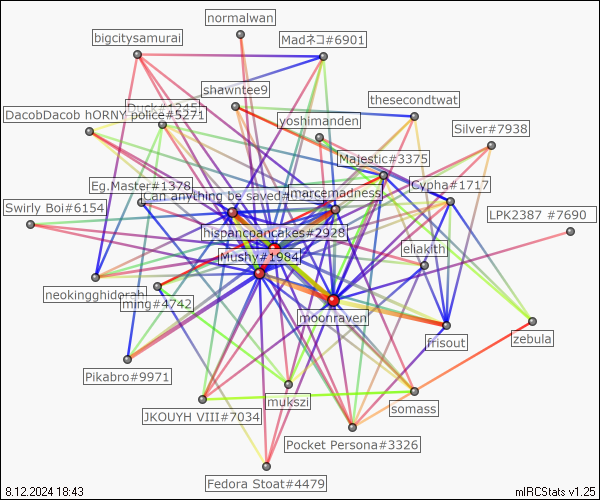 normalwan
bigcitysamurai
Madネコ#6901
shawntee9
thesecondtwat
DacobDacob hORNY police#5271
yoshimanden
Silver#7938
Majestic#3375
Eg.Master#1378
Can anything be saved
marcemadness
Cypha#1717
Swirly Boi#6154
LPK2387 #7690
hispancpancakes#2928
eliakith
Mushy#1984
neokingghidorah
ming#4742
moonraven
frisout
zebula
Pikabro#9971
mukszi
somass
JKOUYH VIII#7034
Pocket Persona#3326
Fedora Stoat#4479
8.12.2024 18:43
mIRCStats v1.25